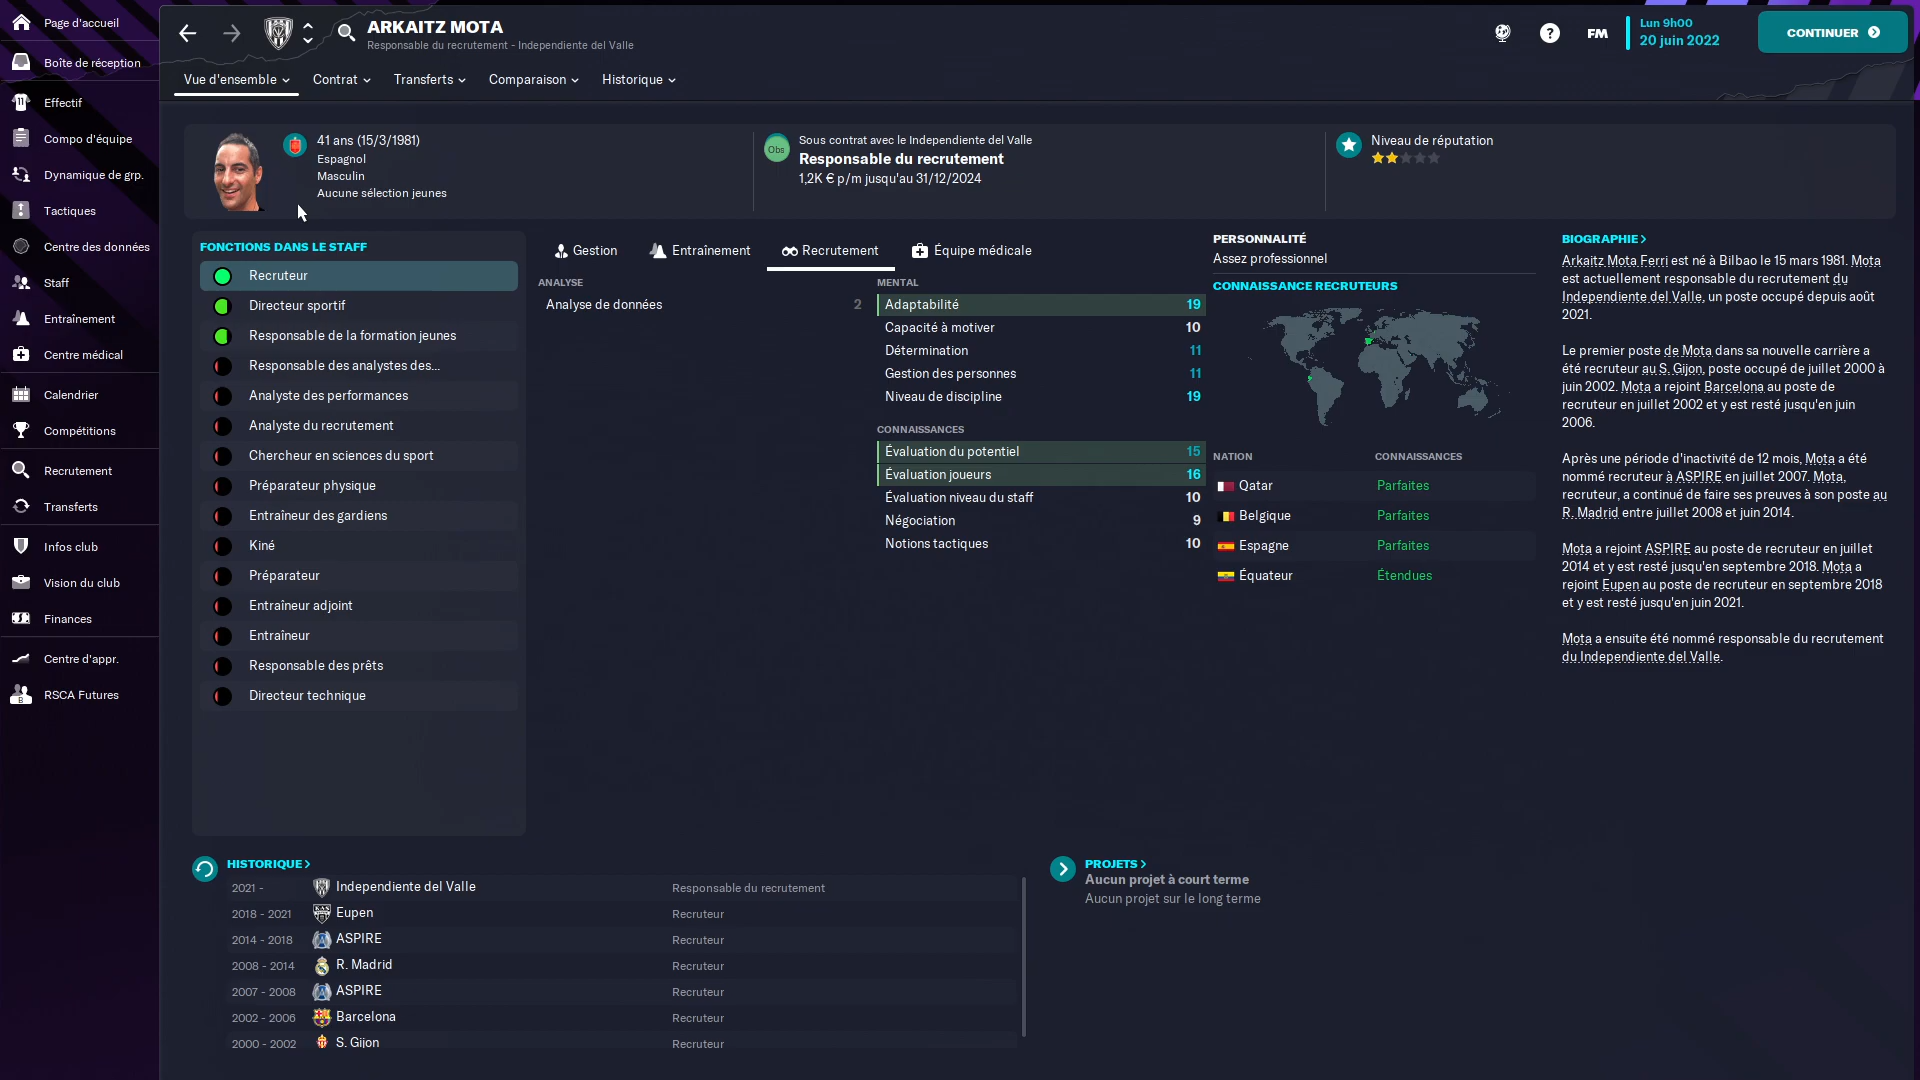 Page d'accueil
Boîte de réception
Effectif
Compo d'équipe
Dynamique de grp.
Tactiques
Centre des données
Staff
Entraînement
Centre médical
Calendrier
Compétitions
Recrutement
Transferts
Infos club
Vision du club
Finances
Centre d'appr.
RSCA Futures
ARKAITZ MOTA
Responsable du recrutement - Independiente del Valle
FM
Lun 9h00
20 juin 2022
CONTINUER
Vue d'ensemble
Contrat
Transferts
Comparaison
Historique
41 ans (15/3/1981)
Espagnol
Masculin
Aucune sélection jeunes
Obs
Sous contrat avec le Independiente del Valle
Responsable du recrutement
1,2K € p/m jusqu'au 31/12/2024
Niveau de réputation
FONCTIONS DANS LE STAFF
Recruteur
Directeur sportif
Responsable de la formation jeunes
Responsable des analystes des...
Analyste des performances
Analyste du recrutement
Chercheur en sciences du sport
Préparateur physique
Entraîneur des gardiens
Kiné
Préparateur
Entraîneur adjoint
Entraîneur
Responsable des prêts
Directeur technique
Gestion
Entraînement
Recrutement
Équipe médicale
ANALYSE
Analyse de données 2
MENTAL
Adaptabilité 19
Capacité à motiver 10
Détermination 11
Gestion des personnes 11
Niveau de discipline 19
CONNAISSANCES
Évaluation du potentiel 15
Évaluation joueurs 16
Évaluation niveau du staff 10
Négociation 9
Notions tactiques 10
PERSONNALITÉ
Assez professionnel
CONNAISSANCE RECRUTEURS
NATION CONNAISSANCES
Qatar Parfaites
Belgique Parfaites
Espagne Parfaites
Équateur Étendues
BIOGRAPHIE
Arkaitz Mota Ferri est né à Bilbao le 15 mars 1981. Mota
est actuellement responsable du recrutement du
Independiente del Valle, un poste occupé depuis août
2021.
Le premier poste de Mota dans sa nouvelle carrière a
été recruteur au S. Gijon, poste occupé de juillet 2000 à
juin 2002. Mota a rejoint Barcelona au poste de
recruteur en juillet 2002 et y est resté jusqu'en juin
2006.
Après une période d'inactivité de 12 mois, Mota a été
nommé recruteur à ASPIRE en juillet 2007. Mota,
recruteur, a continué de faire ses preuves à son poste au
R. Madrid entre juillet 2008 et juin 2014.
Mota a rejoint ASPIRE au poste de recruteur en juillet
2014 et y est resté jusqu'en septembre 2018. Mota a
rejoint Eupen au poste de recruteur en septembre 2018
et y est resté jusqu'en juin 2021.
Mota a ensuite été nommé responsable du recrutement
du Independiente del Valle.
HISTORIQUE
2021 - Independiente del Valle Responsable du recrutement
2018 - 2021 Eupen Recruteur
2014 - 2018 ASPIRE Recruteur
2008 - 2014 R. Madrid Recruteur
2007 - 2008 ASPIRE Recruteur
2002 - 2006 Barcelona Recruteur
2000 - 2002 S. Gijon Recruteur
PROJETS
Aucun projet à court terme
Aucun projet sur le long terme